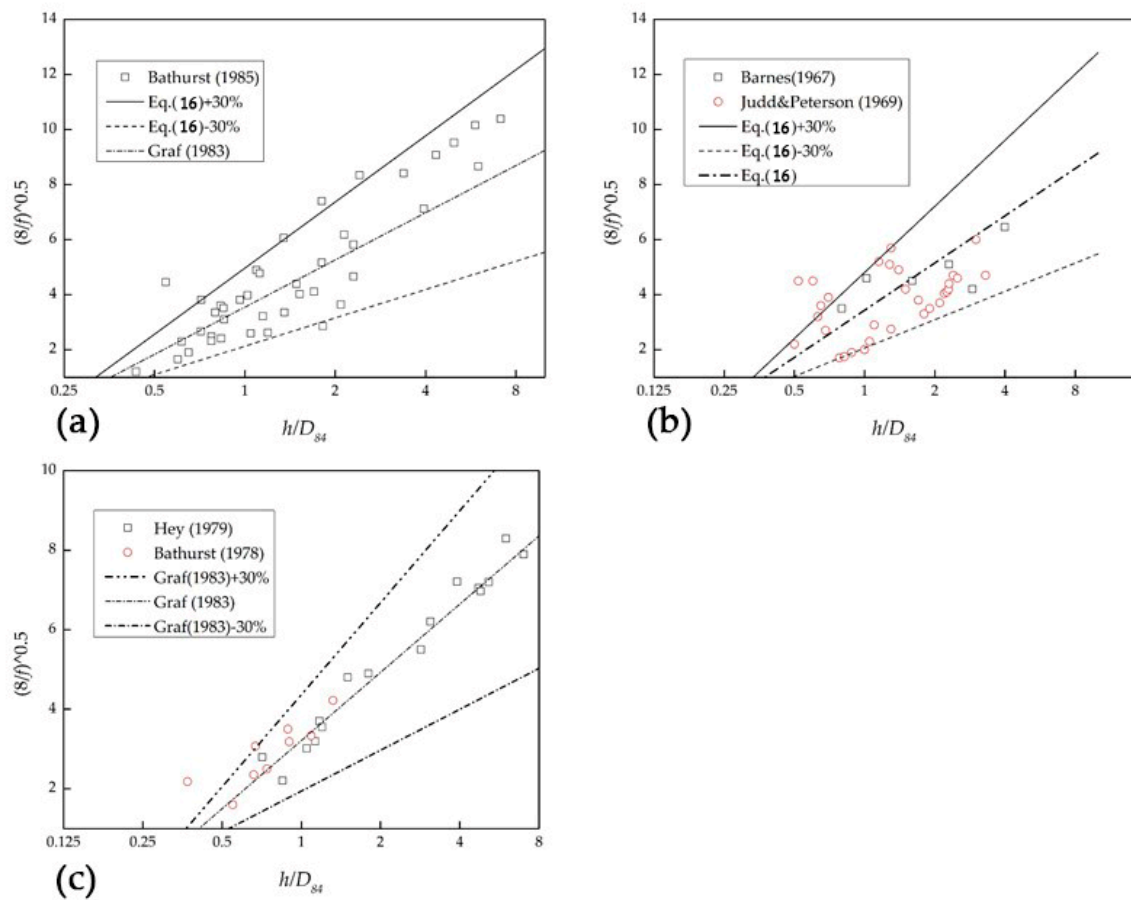 14
12
10
8
6
4
2
(8/f)^0.5
Bathurst (1985)
Eq.(16)+30%
Eq.(16)-30%
Graf (1983)
0.25 0.5 1 2 4 8
h/D84
(a)
14
12
10
8
6
4
2
(8/f)^0.5
Barnes(1967)
Judd&Peterson (1969)
Eq.(16)+30%
Eq.(16)-30%
Eq.(16)
0.125 0.25 0.5 1 2 4 8
h/D84
(b)
10
8
6
4
2
(8/f)^0.5
Hey (1979)
Bathurst (1978)
Graf(1983)+30%
Graf (1983)
Graf(1983)-30%
0.125 0.25 0.5 1 2 4 8
h/D84
(c)